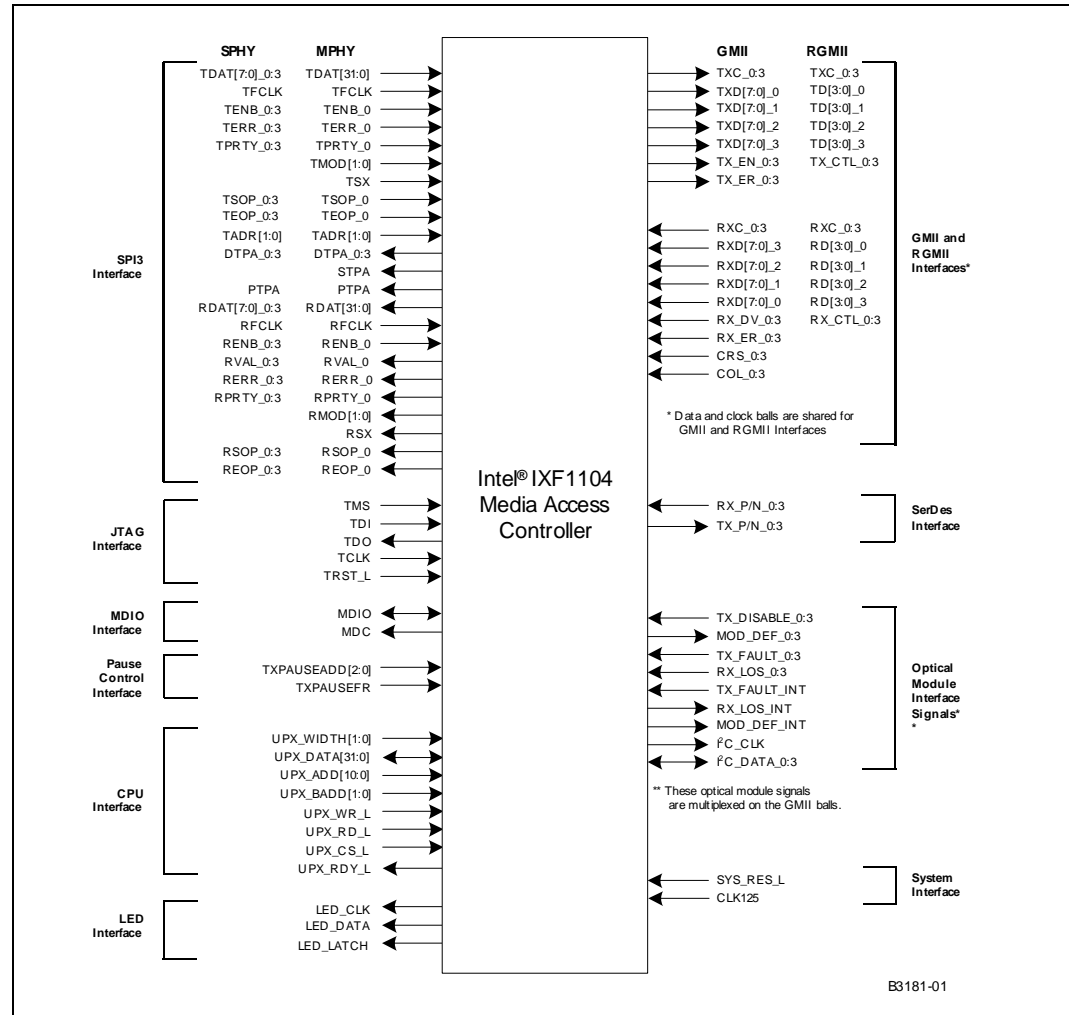 SPHY MPHY
TDAT[7:0]_0:3 TDAT[31:0]
TFCLK TFCLK
TENB_0:3 TENB_0
TERR_0:3 TERR_0
TPRTY_0:3 TPRTY_0
TMOD[1:0]
TSX
TSOP_0:3 TSOP_0
TEOP_0:3 TEOP_0
TADR[1:0] TADR[1:0]
DTPA_0:3 DTPA_0:3
STPA
PTPA PTPA
RDAT[7:0]_0:3 RDAT[31:0]
RFCLK RFCLK
RENB_0:3 RENB_0
RVAL_0:3 RVAL_0
RERR_0:3 RERR_0
RPRTY_0:3 RPRTY_0
RMOD[1:0]
RSX
RSOP_0:3 RSOP_0
REOP_0:3 REOP_0
SPI3
Interface
TMS
TDI
TDO
TCLK
TRST_L
JTAG
Interface
MDIO
MDC
MDIO
Interface
TXPAUSEADD[2:0]
TXPAUSEFR
Pause
Control
Interface
UPX_WIDTH[1:0]
UPX_DATA[31:0]
UPX_ADD[10:0]
UPX_BADD[1:0]
UPX_WR_L
UPX_RD_L
UPX_CS_L
UPX_RDY_L
CPU
Interface
LED_CLK
LED_DATA
LED_LATCH
LED
Interface
Intel® IXF1104
Media Access
Controller
GMII RGMII
TXC_0:3 TXC_0:3
TXD[7:0]_0 TD[3:0]_0
TXD[7:0]_1 TD[3:0]_1
TXD[7:0]_2 TD[3:0]_2
TXD[7:0]_3 TD[3:0]_3
TX_EN_0:3 TX_CTL_0:3
TX_ER_0:3
RXC_0:3 RXC_0:3
RXD[7:0]_3 RD[3:0]_0
RXD[7:0]_2 RD[3:0]_1
RXD[7:0]_1 RD[3:0]_2
RXD[7:0]_0 RD[3:0]_3
RX_DV_0:3 RX_CTL_0:3
RX_ER_0:3
CRS_0:3
COL_0:3
* Data and clock balls are shared for
GMII and RGMII Interfaces
GMII and
RGMII
Interfaces*
RX_P/N_0:3
TX_P/N_0:3
SerDes
Interface
TX_DISABLE_0:3
MOD_DEF_0:3
TX_FAULT_0:3
RX_LOS_0:3
TX_FAULT_INT
RX_LOS_INT
MOD_DEF_INT
I²C_CLK
I²C_DATA_0:3
Optical
Module
Interface
Signals*
*
** These optical module signals
are multiplexed on the GMII balls.
SYS_RES_L
CLK125
System
Interface
B3181-01